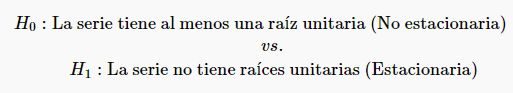 H₀ : La serie tiene al menos una raíz unitaria (No estacionaria)
vs.
H₁ : La serie no tiene raíces unitarias (Estacionaria)